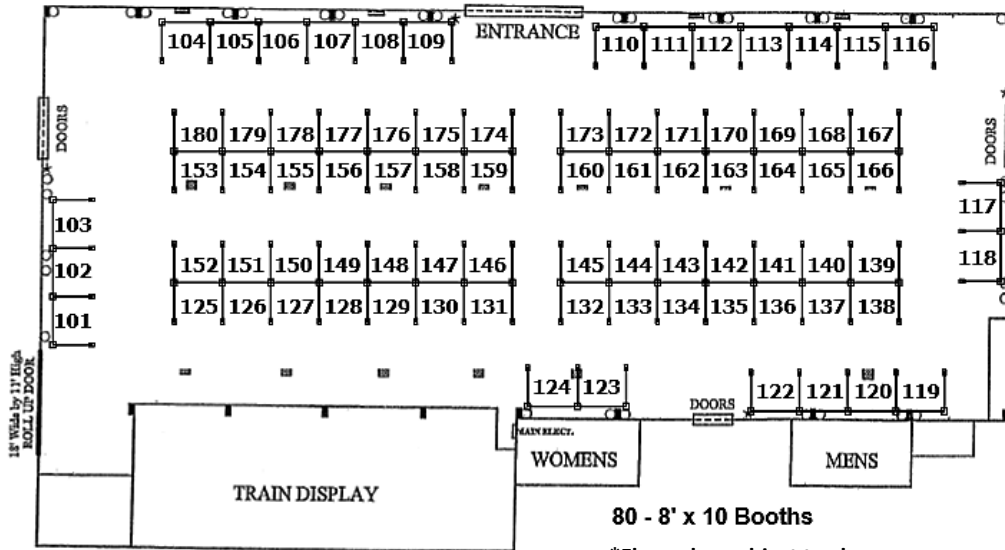 ENTRANCE
104 105 106 107 108 109
110 111 112 113 114 115 116
DOORS
180 179 178 177 176 175 174
173 172 171 170 169 168 167
DOORS
153 154 155 156 157 158 159
160 161 162 163 164 165 166
103
117
102
118
152 151 150 149 148 147 146
145 144 143 142 141 140 139
101
125 126 127 128 129 130 131
132 133 134 135 136 137 138
18' Wide by 11' High
ROLL UP DOOR
124 123
122 121 120 119
DOORS
MAIN ELECT.
WOMENS
MENS
TRAIN DISPLAY
80 - 8' x 10 Booths